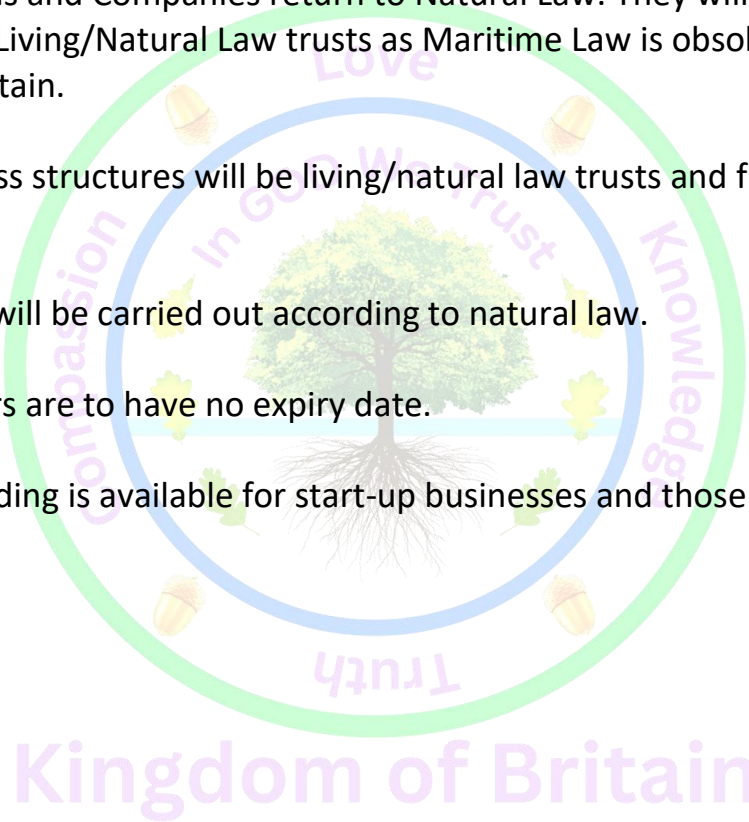 s and Companies return to Natural Law. They will
Living/Natural Law trusts as Maritime Law is obsol
tain.
ss structures will be living/natural law trusts and f
will be carried out according to natural law.
rs are to have no expiry date.
ding is available for start-up businesses and those
Love
In GOD We Trust
Compassion
Knowledge
Truth
Kingdom of Britain